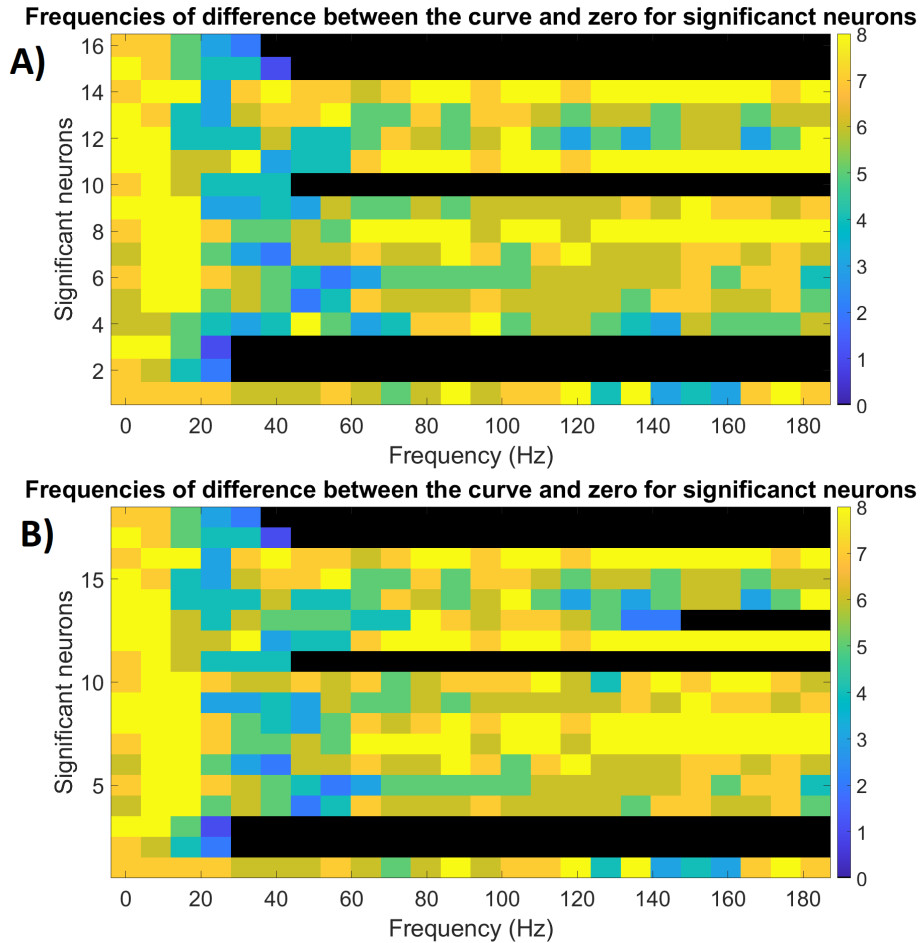 Frequencies of difference between the curve and zero for significanct neurons
A)
Significant neurons
16
14
12
10
8
6
4
2
0 20 40 60 80 100 120 140 160 180
Frequency (Hz)
8
7
6
5
4
3
2
1
0
Frequencies of difference between the curve and zero for significanct neurons
B)
Significant neurons
15
10
5
0 20 40 60 80 100 120 140 160 180
Frequency (Hz)
8
7
6
5
4
3
2
1
0